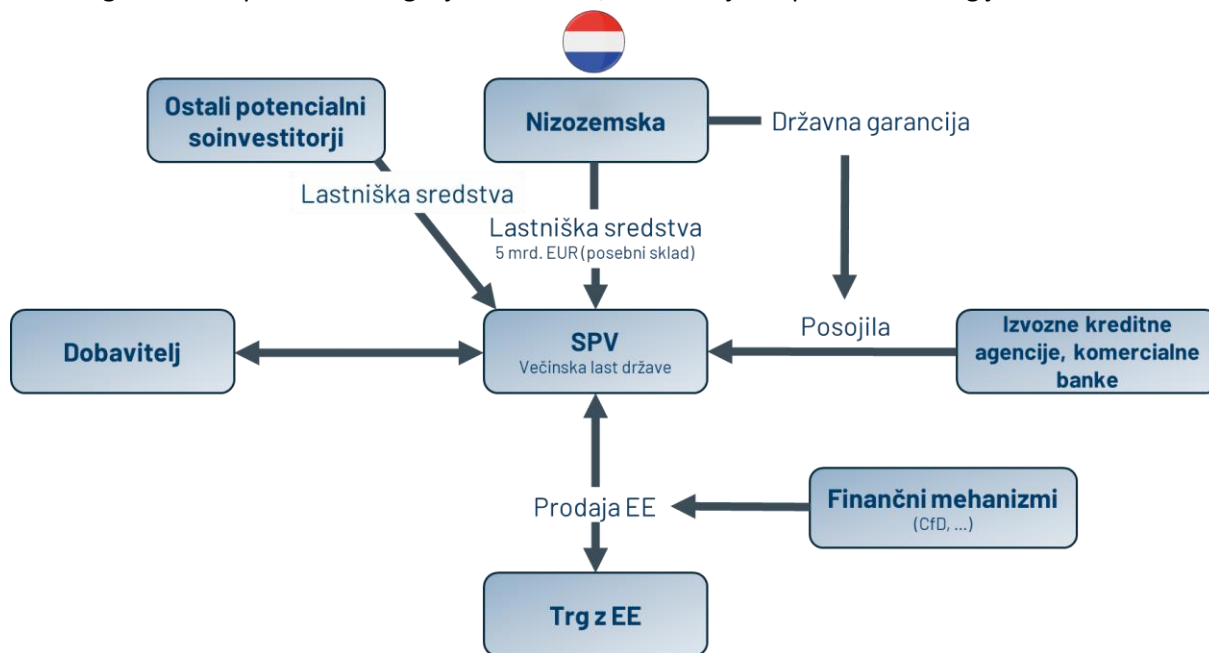 Ostali potencialni
soinvestitorji
Nizozemska
Državna garancija
Lastniška sredstva
Lastniška sredstva
5 mrd. EUR (posebni sklad)
Dobavitelj
SPV
Večinska last države
Posojila
Izvozne kreditne
agencije, komercialne
banke
Prodaja EE
Finančni mehanizmi
(CfD, ...)
Trg z EE